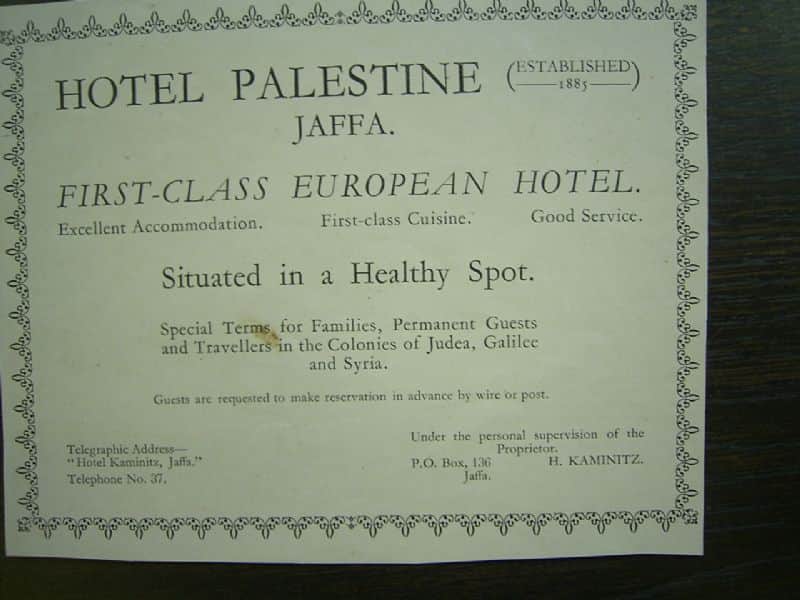 HOTEL PALESTINE (ESTABLISHED 1885)
JAFFA.
FIRST-CLASS EUROPEAN HOTEL.
Excellent Accommodation. First-class Cuisine. Good Service.
Situated in a Healthy Spot.
Special Terms for Families, Permanent Guests
and Travellers in the Colonies of Judea, Galilee
and Syria.
Guests are requested to make reservation in advance by wire or post.
Telegraphic Address—
"Hotel Kaminitz, Jaffa."
Telephone No. 37.
Under the personal supervision of the
Proprietor.
P.O. Box, 136 H. KAMINITZ.
Jaffa.